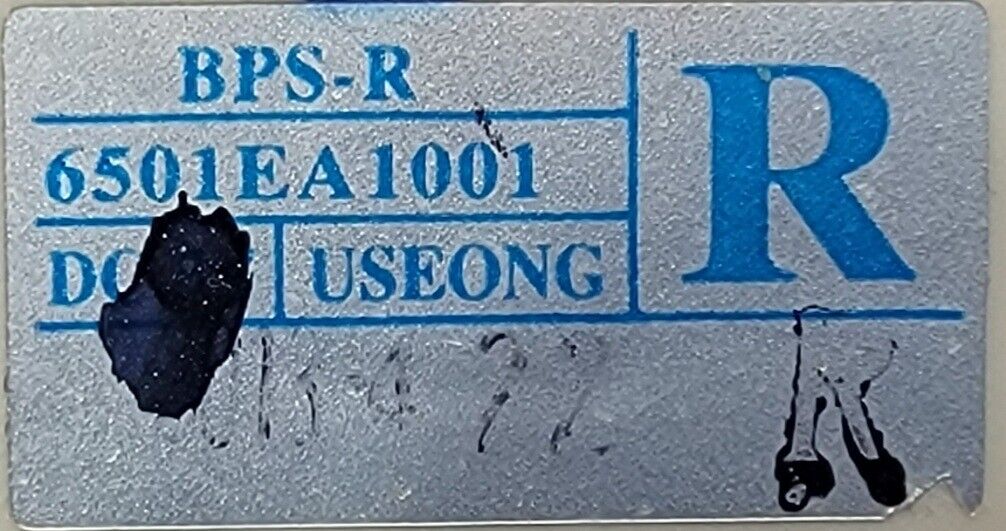 BPS-R
R
6501EA1001
USEONG
R